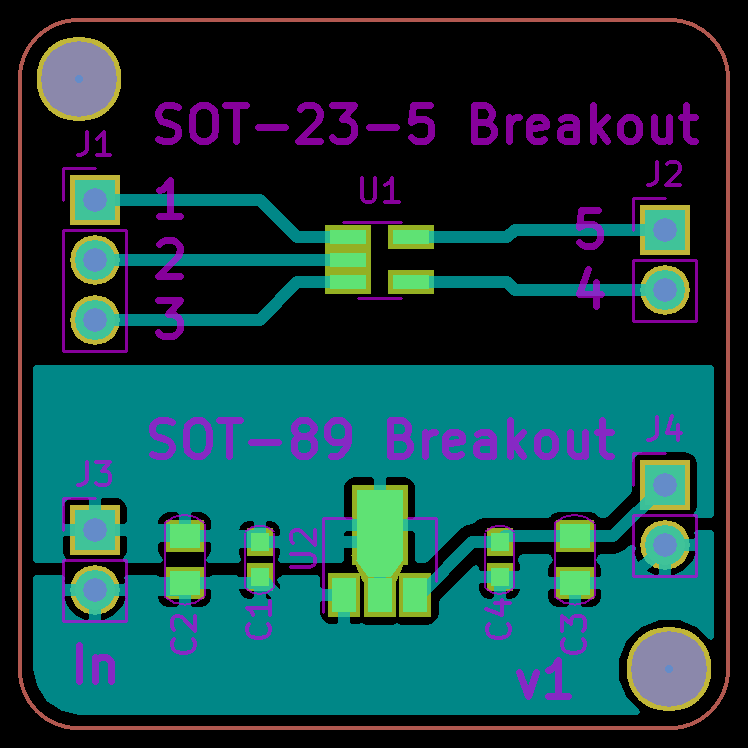 SOT-23-5 Breakout
J1
J2
U1
1
5
2
4
3
SOT-89 Breakout
J4
J3
U2
C2
C1
C4
C3
In
v1